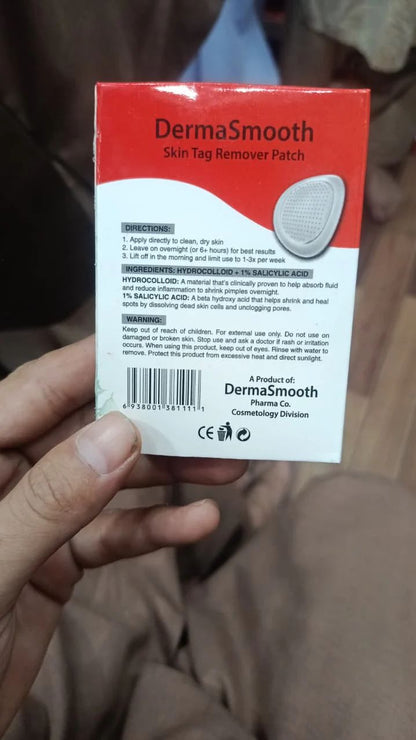 DermaSmooth
Skin Tag Remover Patch
DIRECTIONS:
1. Apply directly to clean, dry skin
2. Leave on overnight (or 6+ hours) for best results
3. Lift off in the morning and limit use to 1-3x per week
INGREDIENTS: HYDROCOLLOID + 1% SALICYLIC ACID
HYDROCOLLOID: A material that's clinically proven to help absorb fluid
and reduce inflammation to shrink pimples overnight.
1% SALICYLIC ACID: A beta hydroxy acid that helps shrink and heal
spots by dissolving dead skin cells and unclogging pores.
WARNING:
Keep out of reach of children. For external use only. Do not use on
damaged or broken skin. Stop use and ask a doctor if rash or irritation
occurs. When using this product, keep out of eyes. Rinse with water to
remove. Protect this product from excessive heat and direct sunlight.
6 938001 381111 1
A Product of:
DermaSmooth
Pharma Co.
Cosmetology Division
CE